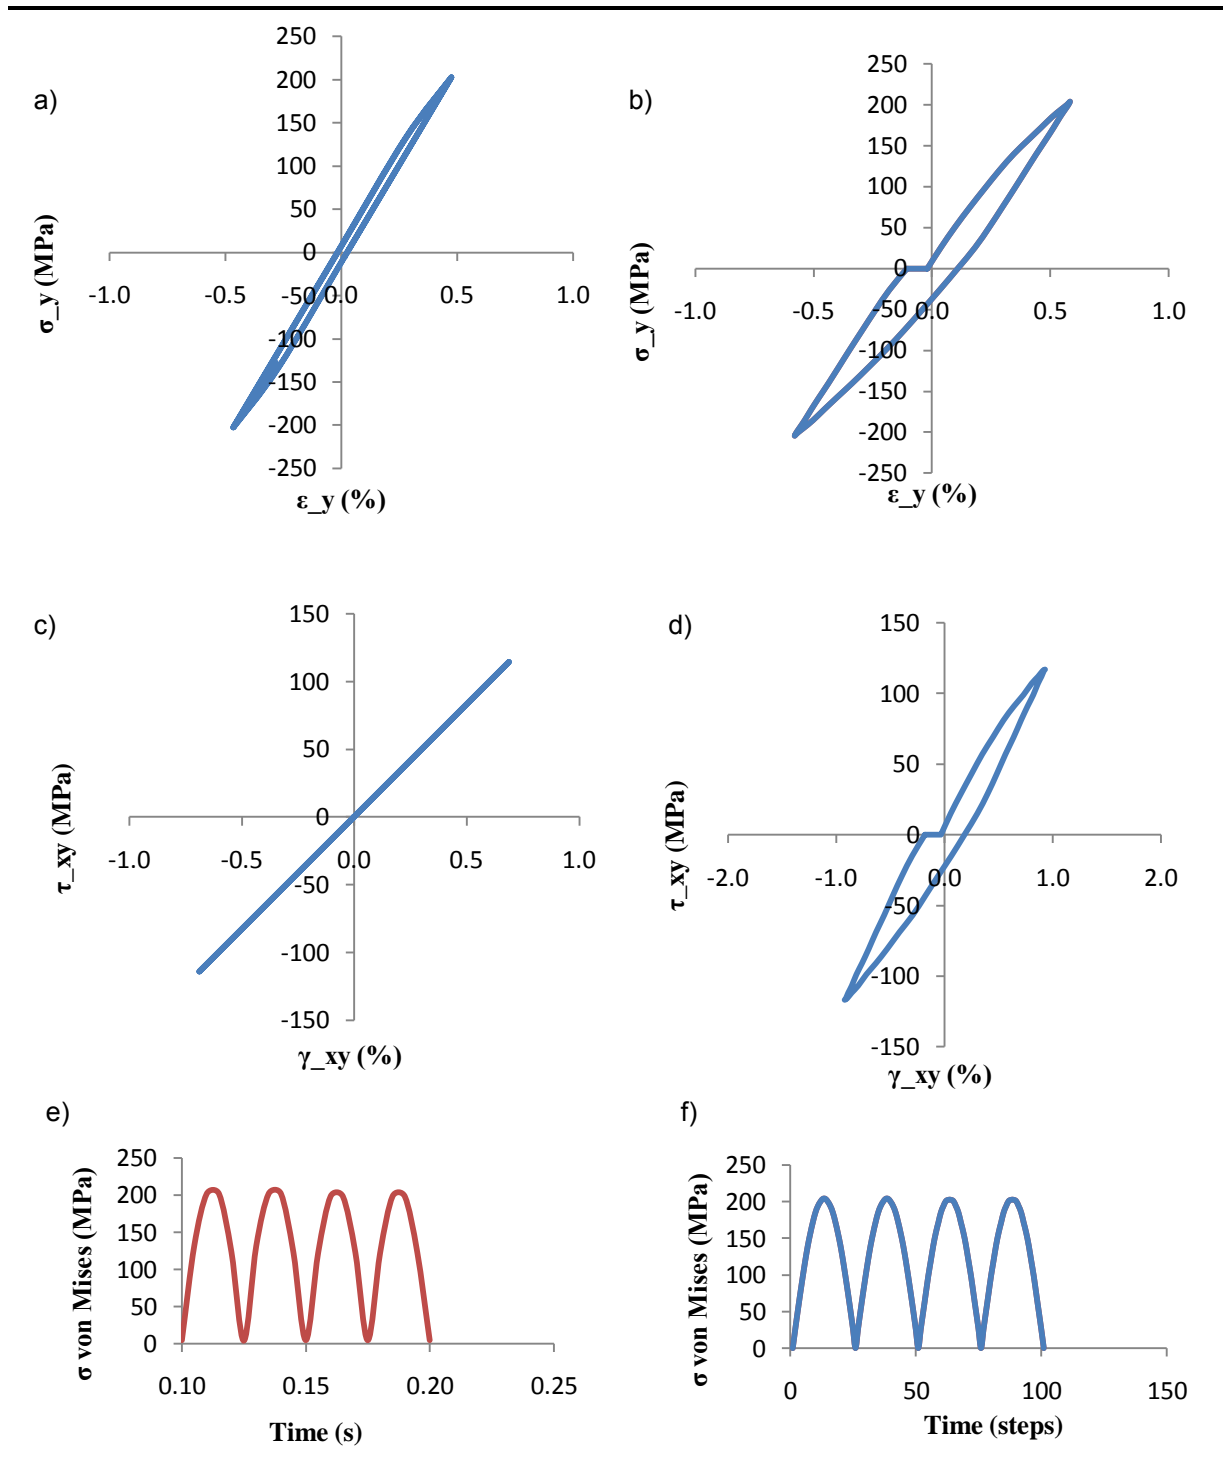 a)
250
200
150
100
50
0
-50
-100
-150
-200
-250
-1.0 -0.5 0.0 0.5 1.0
σ_y (MPa)
ε_y (%)
b)
250
200
150
100
50
0
-50
-100
-150
-200
-250
-1.0 -0.5 0.0 0.5 1.0
σ_y (MPa)
ε_y (%)
c)
150
100
50
0
-50
-100
-150
-1.0 -0.5 0.0 0.5 1.0
τ_xy (MPa)
γ_xy (%)
d)
150
100
50
0
-50
-100
-150
-2.0 -1.0 0.0 1.0 2.0
τ_xy (MPa)
γ_xy (%)
e)
250
200
150
100
50
0
0.10 0.15 0.20 0.25
σ von Mises (MPa)
Time (s)
f)
250
200
150
100
50
0
0 50 100 150
σ von Mises (MPa)
Time (steps)